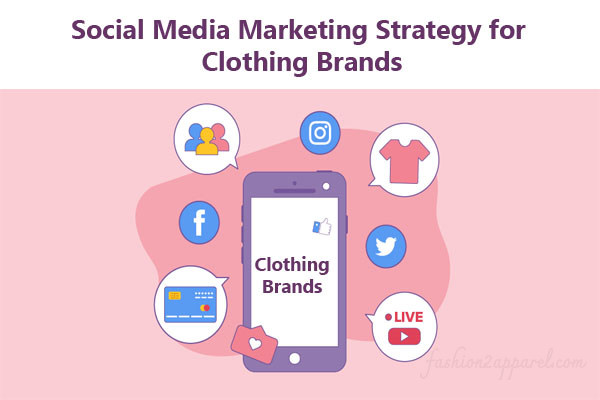 Social Media Marketing Strategy for
Clothing Brands
Clothing
Brands
LIVE
fashion2apparel.com